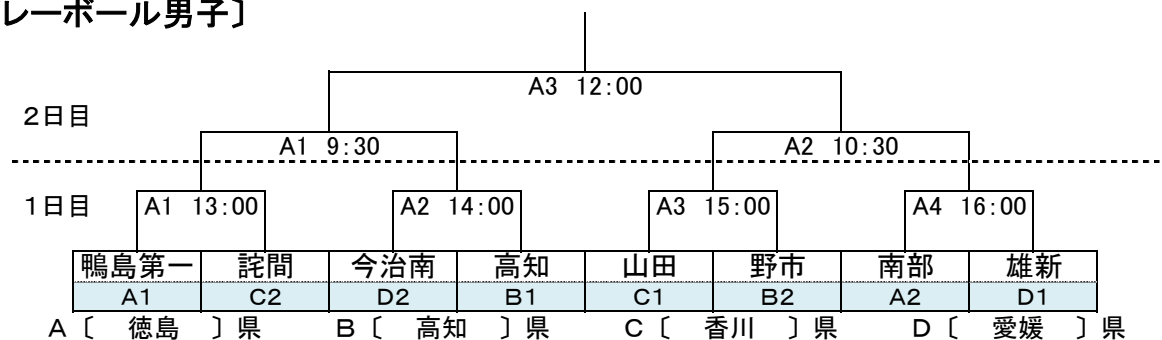 レーボール男子〕
A3 12:00
2日目
A1 9:30 A2 10:30
1日目 A1 13:00 A2 14:00 A3 15:00 A4 16:00
鴨島第一 詫間 今治南 高知 山田 野市 南部 雄新
A1 C2 D2 B1 C1 B2 A2 D1
A〔 徳島 〕県 B〔 高知 〕県 C〔 香川 〕県 D〔 愛媛 〕県